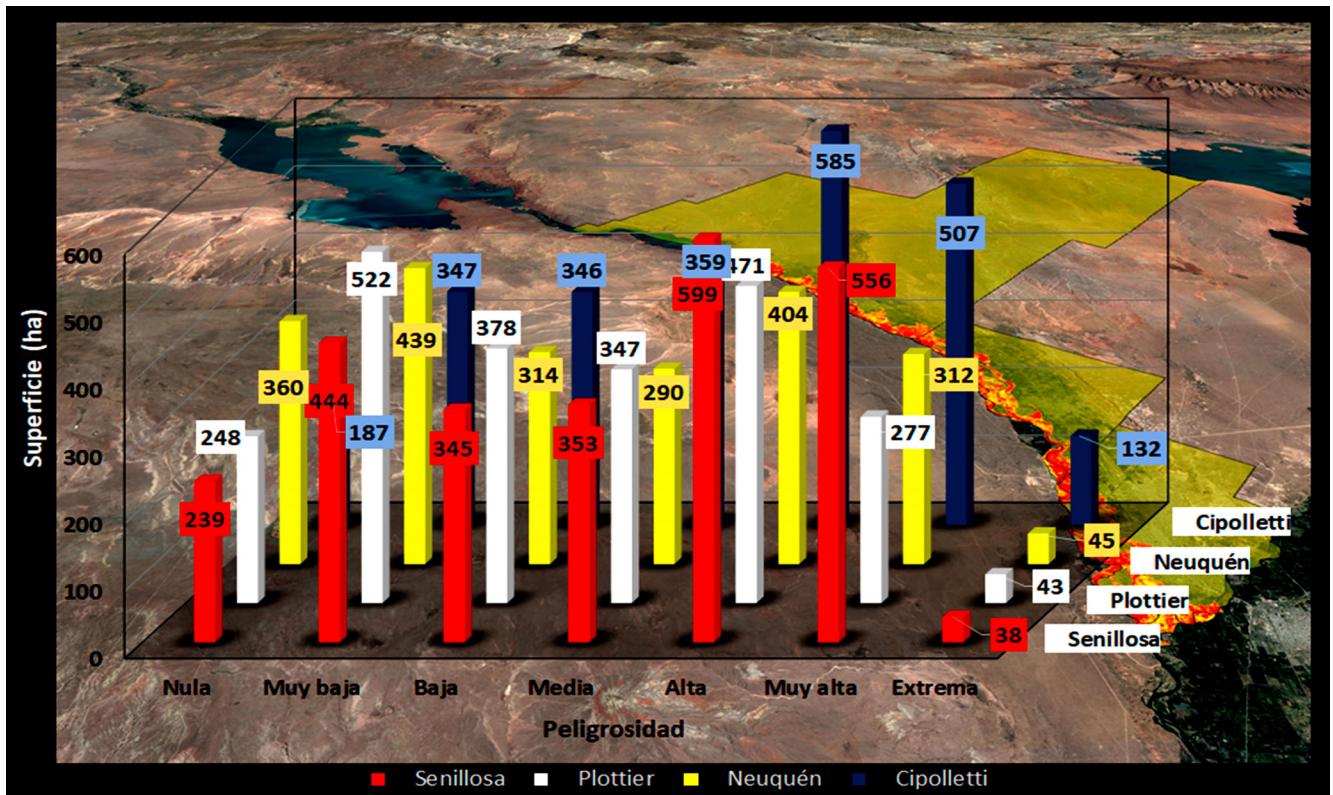 585
507
600
522
347
346
359
471
556
599
500
248
360
439
378
404
444
314
347
312
400
187
290
277
345
353
132
300
Superficie (ha)
239
Cipolletti
200
45
Neuquén
100
43
Plottier
38
Senillosa
0
Nula
Muy baja
Baja
Media
Alta
Muy alta
Extrema
Peligrosidad
Senillosa
Plottier
Neuquén
Cipolletti